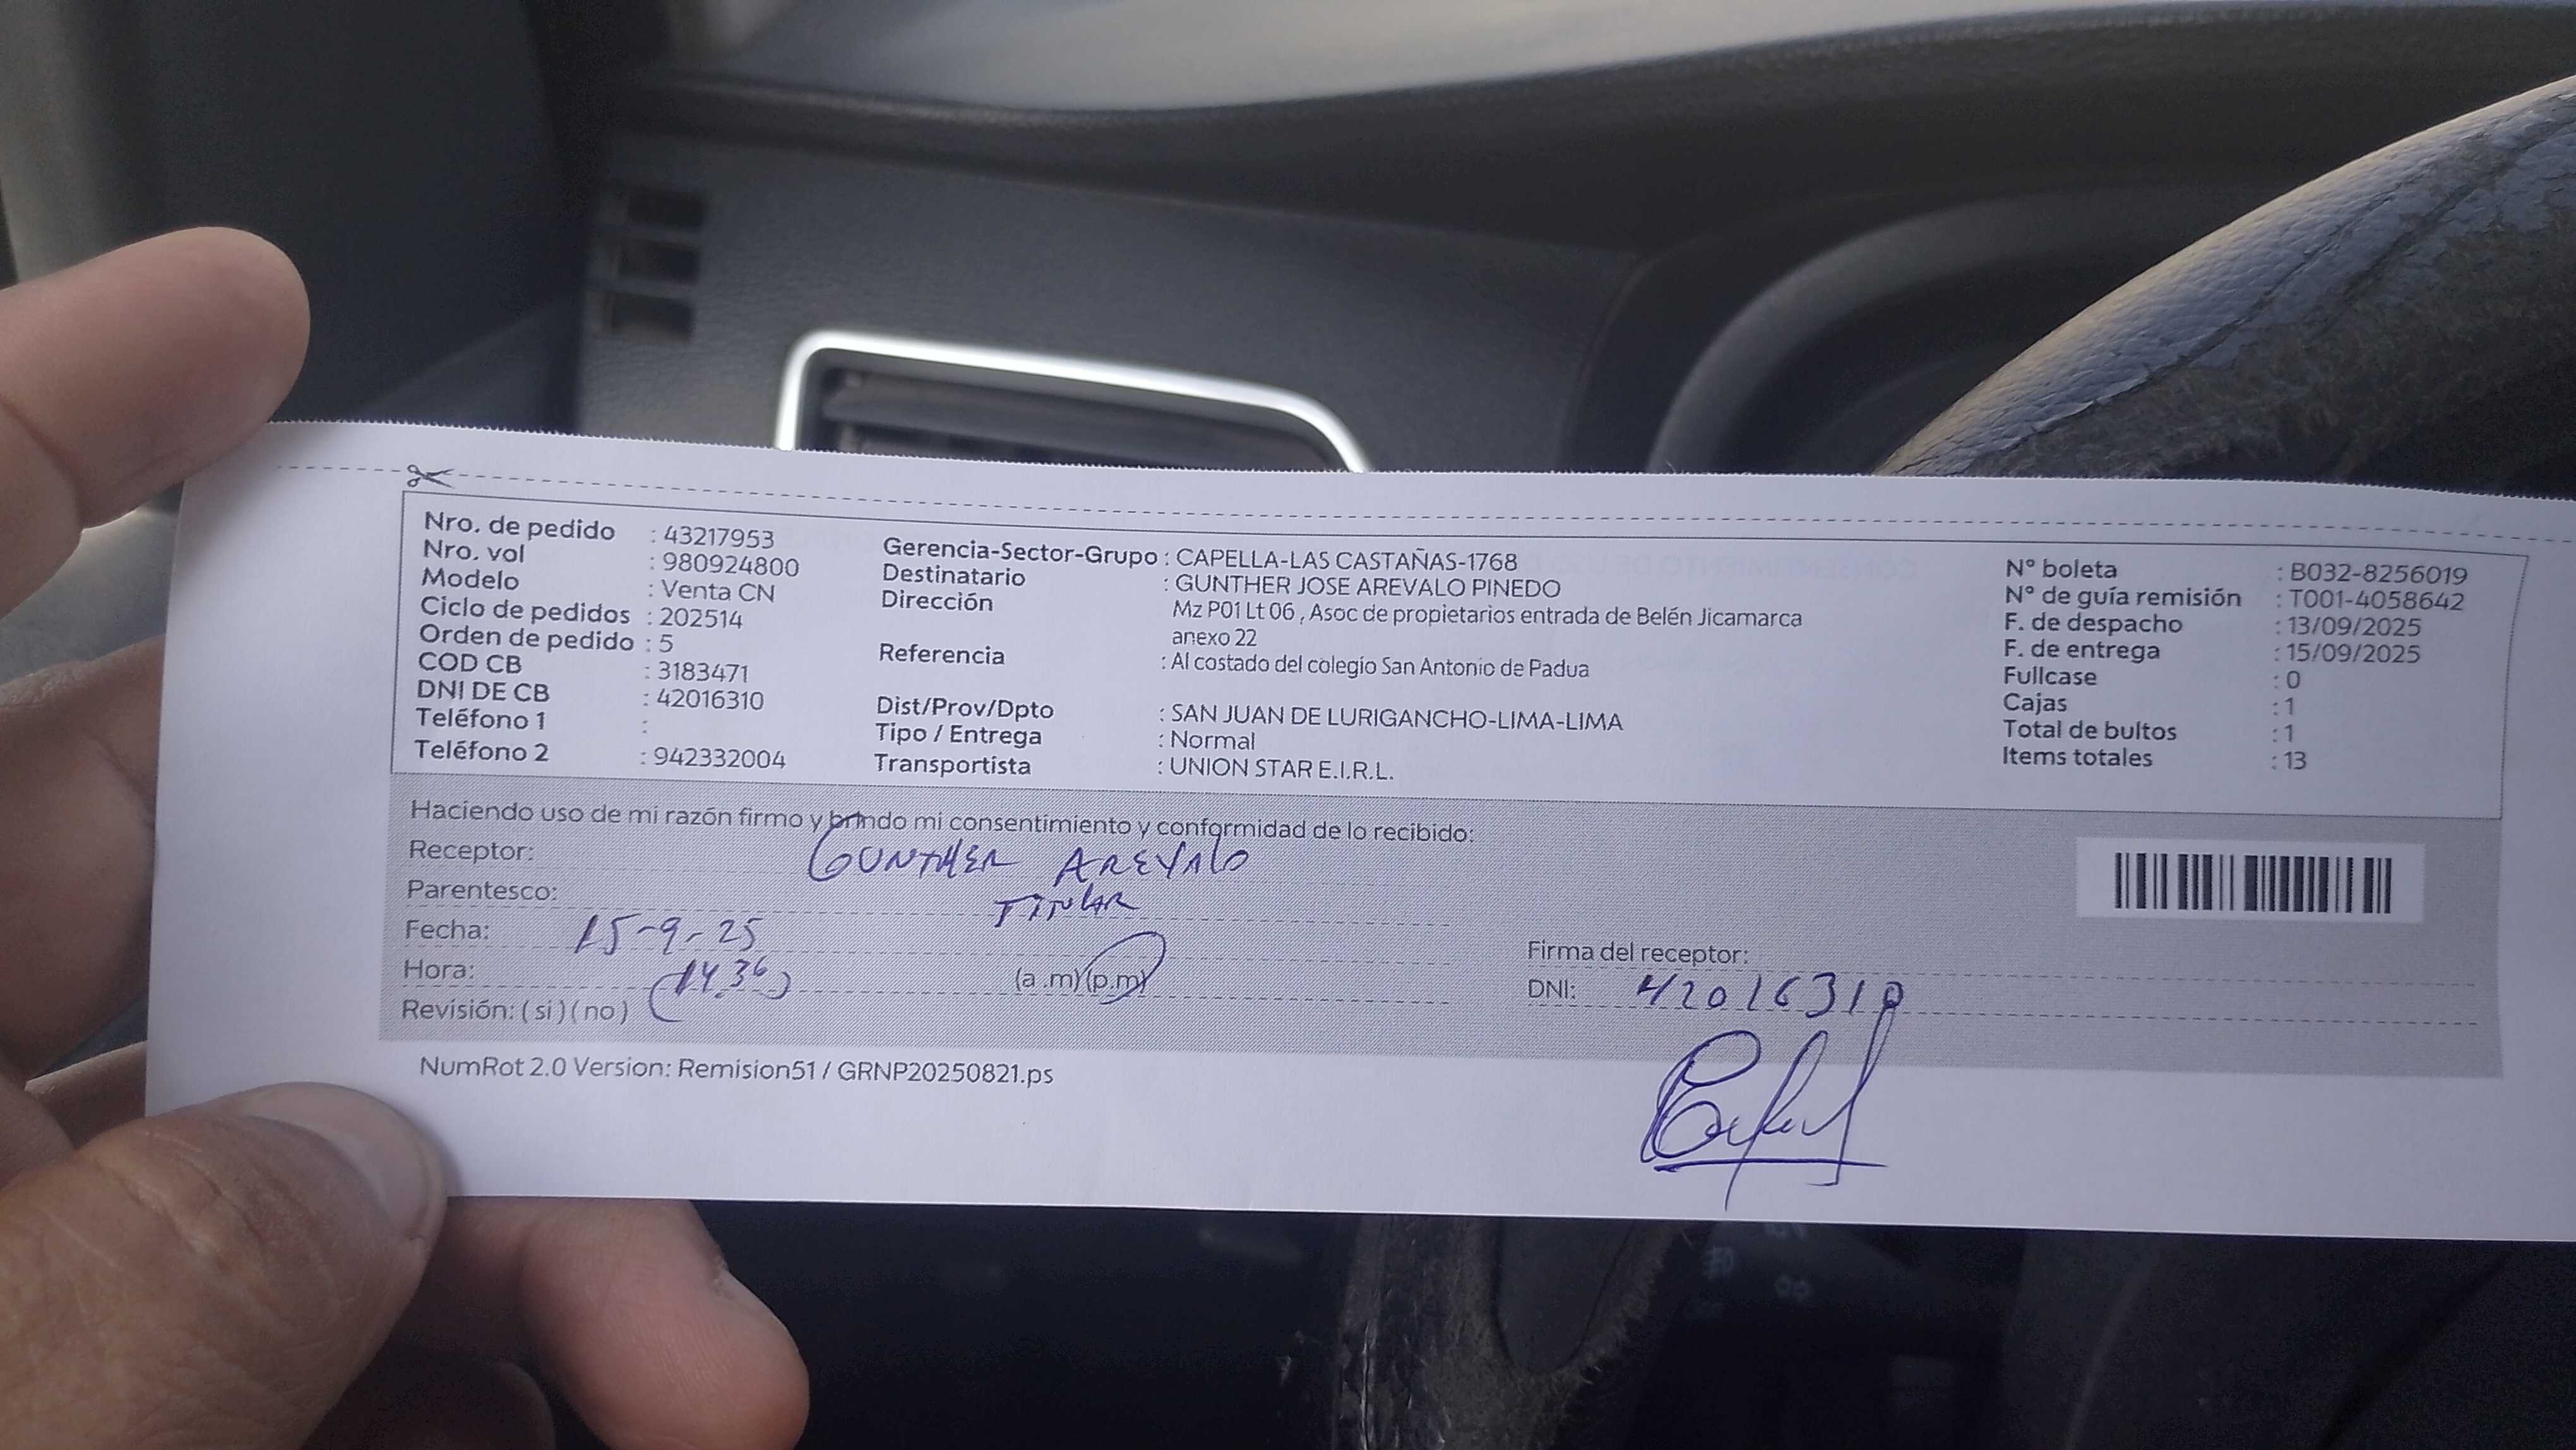 Nro. de pedido : 43217953
Nro. vol : 980924800
Modelo : Venta CN
Ciclo de pedidos : 202514
Orden de pedido : 5
COD CB : 3183471
DNI DE CB : 42016310
Teléfono 1 :
Teléfono 2 : 942332004
Gerencia-Sector-Grupo : CAPELLA-LAS CASTAÑAS-1768
Destinatario : GUNTHER JOSE AREVALO PINEDO
Dirección Mz P01 Lt 06 , Asoc de propietarios entrada de Belén Jicamarca
anexo 22
Referencia : Al costado del colegio San Antonio de Padua
Dist/Prov/Dpto : SAN JUAN DE LURIGANCHO-LIMA-LIMA
Tipo / Entrega : Normal
Transportista : UNION STAR E.I.R.L.
N° boleta : B032-8256019
N° de guía remisión : T001-4058642
F. de despacho : 13/09/2025
F. de entrega : 15/09/2025
Fullcase : 0
Cajas : 1
Total de bultos : 1
Items totales : 13
Haciendo uso de mi razón firmo y brindo mi consentimiento y conformidad de lo recibido:
Receptor: GUNTHER AREVALO
Parentesco: TITULAR
Fecha: 15-9-25
Hora: (14 36) (a .m)(p.m)
Revisión: ( si ) ( no )
Firma del receptor:
DNI: 42016310
NumRot 2.0 Version: Remision51 / GRNP20250821.ps